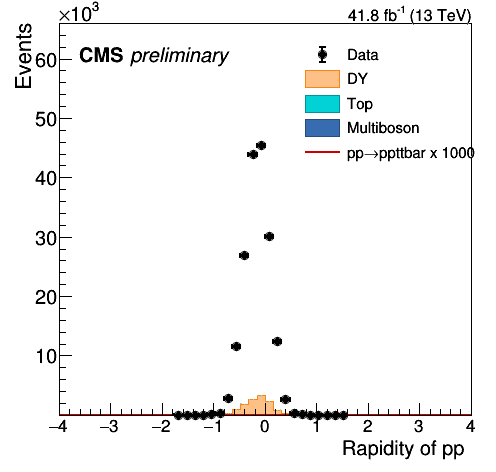 ×10³
41.8 fb⁻¹ (13 TeV)
Events
CMS preliminary
Data
DY
Top
Multiboson
pp→ppttbar x 1000
60
50
40
30
20
10
−4 −3 −2 −1 0 1 2 3 4
Rapidity of pp